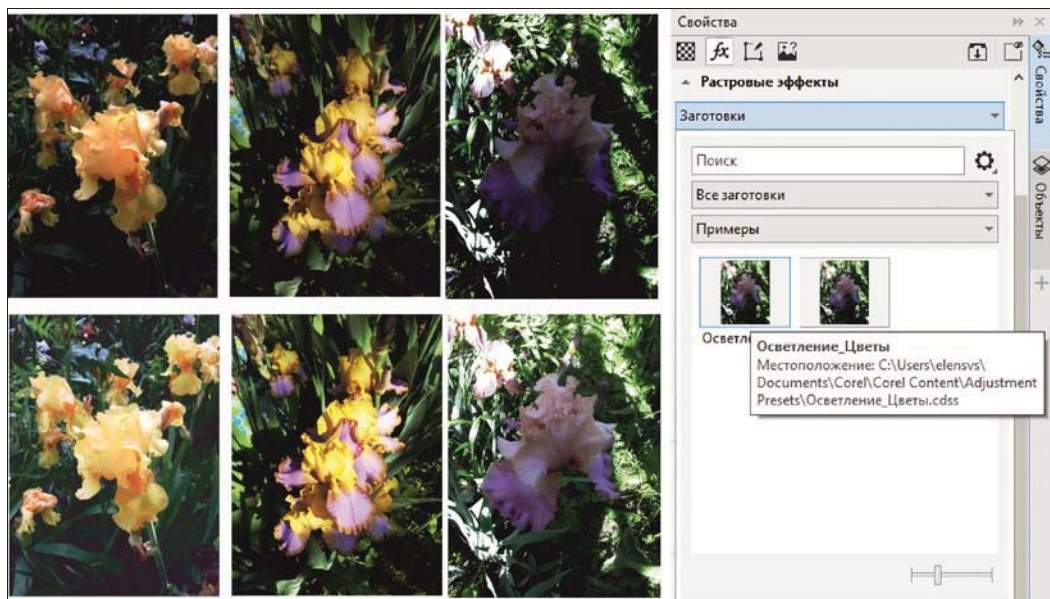 Свойства
Растровые эффекты
Заготовки
Поиск
Все заготовки
Примеры
Осветле
Осветление_Цветы
Местоположение: C:\Users\elensvs\
Documents\Corel\Corel Content\Adjustment
Presets\Осветление_Цветы.cdss
Свойства
Объекты